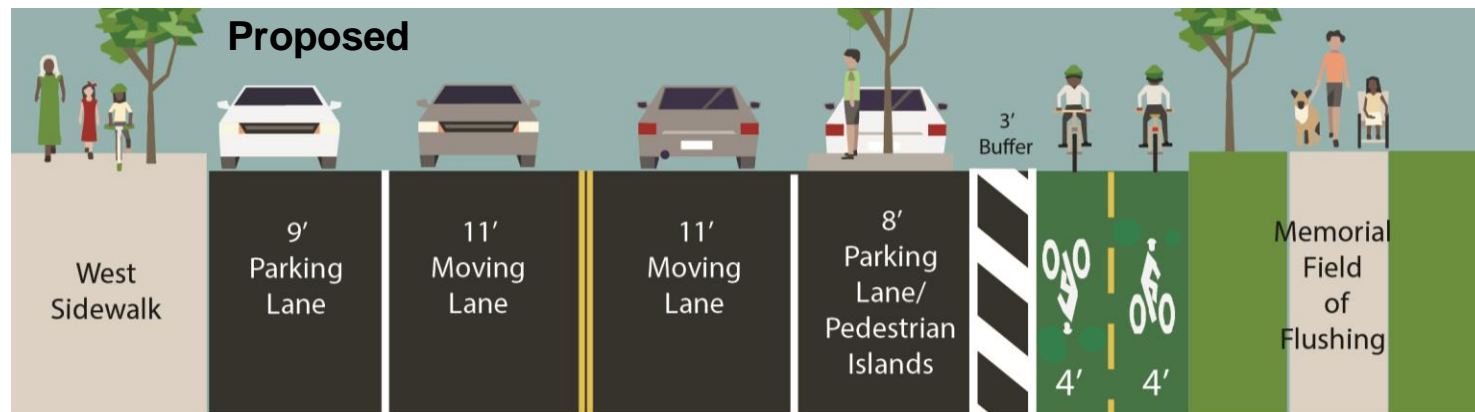 Proposed
West
Sidewalk
9’
Parking
Lane
11’
Moving
Lane
11’
Moving
Lane
8’
Parking
Lane/
Pedestrian
Islands
3’
Buffer
4’
4’
Memorial
Field
of
Flushing